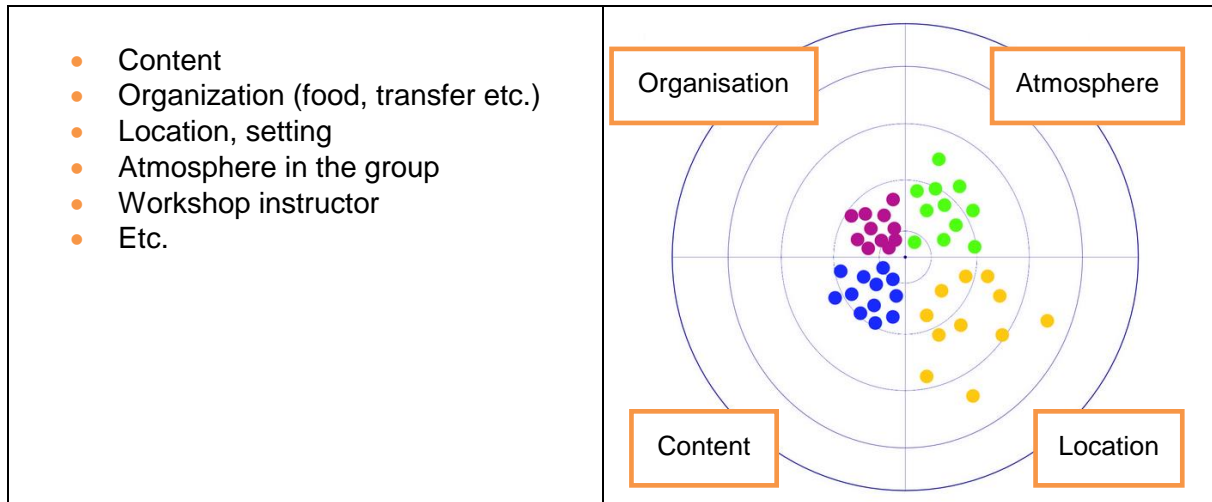 Content
Organization (food, transfer etc.)
Location, setting
Atmosphere in the group
Workshop instructor
Etc.
Organisation
Atmosphere
Content
Location